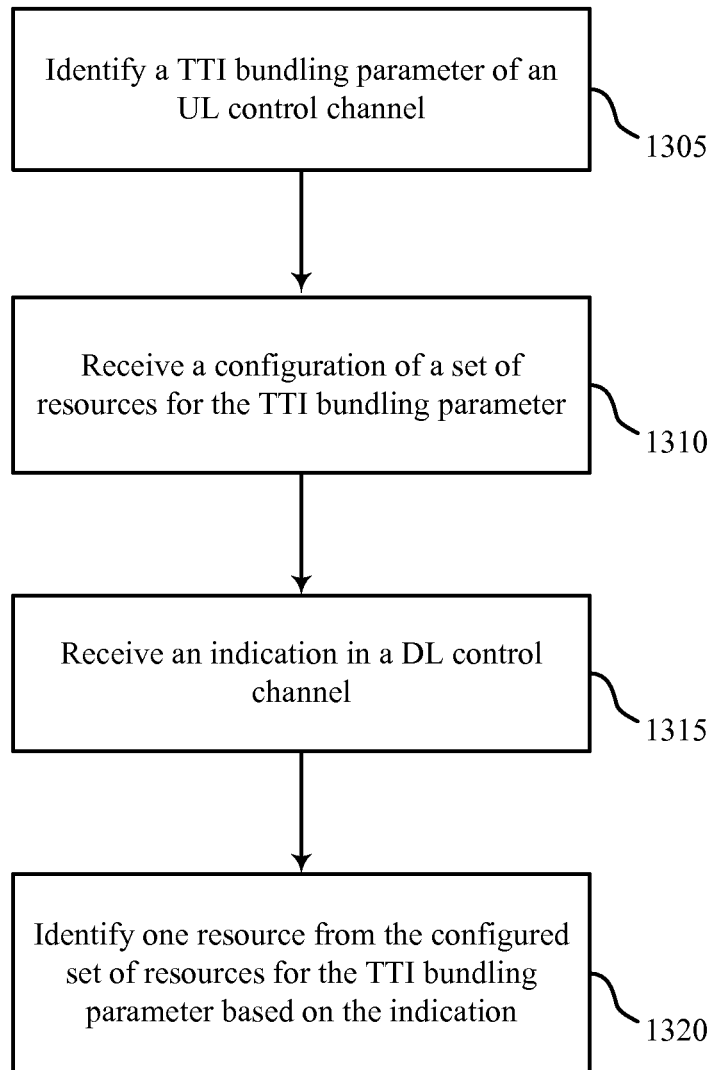 Identify a TTI bundling parameter of an
UL control channel
1305
Receive a configuration of a set of
resources for the TTI bundling parameter
1310
Receive an indication in a DL control
channel
1315
Identify one resource from the configured
set of resources for the TTI bundling
parameter based on the indication
1320